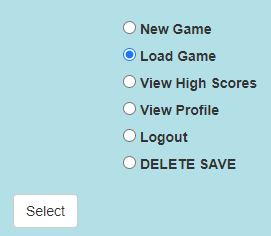 New Game
Load Game
View High Scores
View Profile
Logout
DELETE SAVE
Select